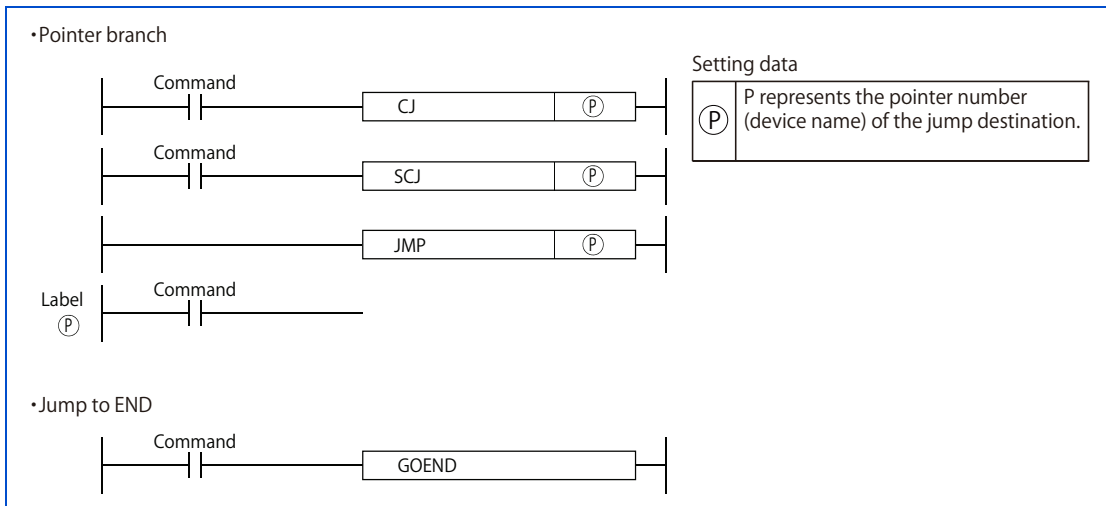 •Pointer branch
Command
CJ Ⓟ
Setting data
Ⓟ P represents the pointer number
(device name) of the jump destination.
Command
SCJ Ⓟ
JMP Ⓟ
Label
Ⓟ
Command
•Jump to END
Command
GOEND